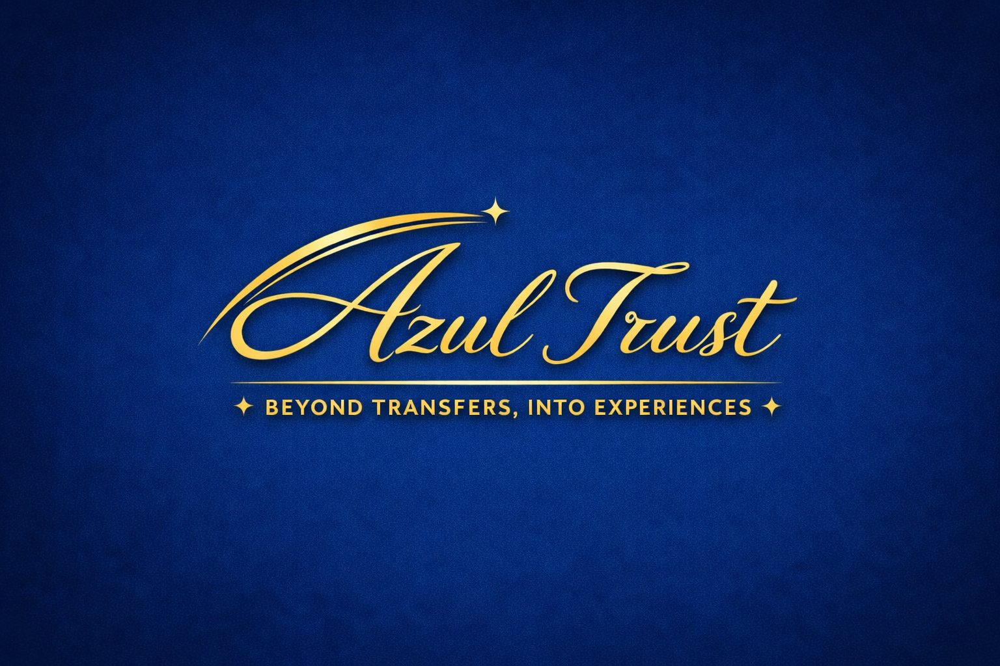 Azul Trust
BEYOND TRANSFERS, INTO EXPERIENCES